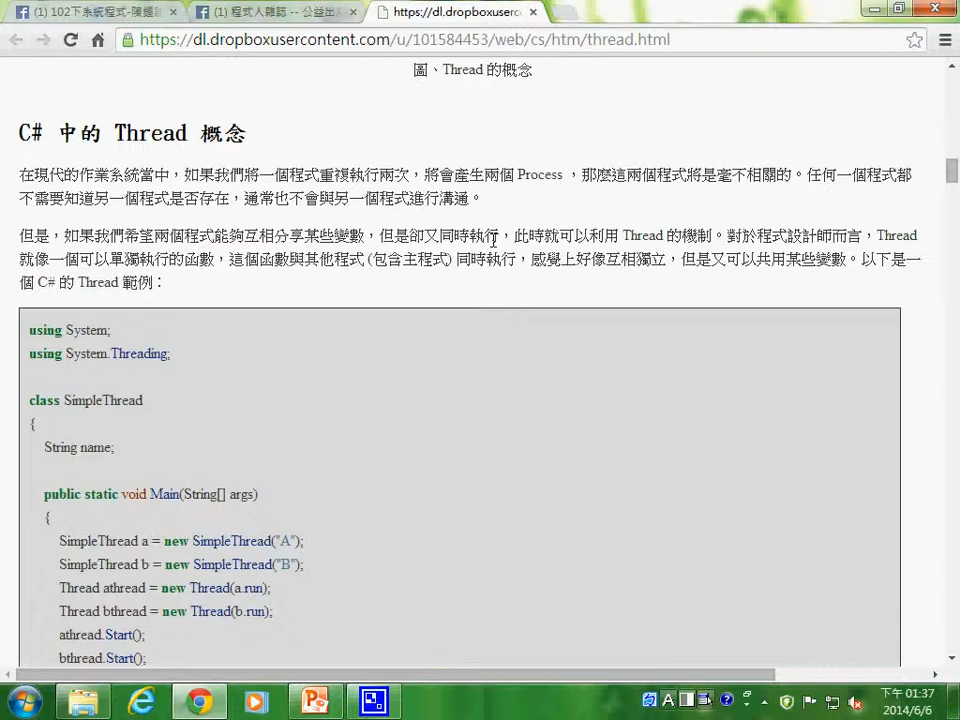 (1) 102下系統程式-陳鍾
(1) 程式人雜誌 -- 公益出
https://dl.dropboxuserc
https://dl.dropboxusercontent.com/u/101584453/web/cs/htm/thread.html
圖、Thread 的概念
C# 中的 Thread 概念
在現代的作業系統當中，如果我們將一個程式重複執行兩次，將會產生兩個 Process ，那麼這兩個程式將是毫不相關的。任何一個程式都
不需要知道另一個程式是否存在，通常也不會與另一個程式進行溝通。
但是，如果我們希望兩個程式能夠互相分享某些變數，但是卻又同時執行，此時就可以利用 Thread 的機制。對於程式設計師而言，Thread
就像一個可以單獨執行的函數，這個函數與其他程式 (包含主程式) 同時執行，感覺上好像互相獨立，但是又可以共用某些變數。以下是一
個 C# 的 Thread 範例：
using System;
using System.Threading;
class SimpleThread
{
String name;
public static void Main(String[] args)
{
SimpleThread a = new SimpleThread("A");
SimpleThread b = new SimpleThread("B");
Thread athread = new Thread(a.run);
Thread bthread = new Thread(b.run);
athread.Start();
bthread.Start();
下午 01:37
2014/6/6